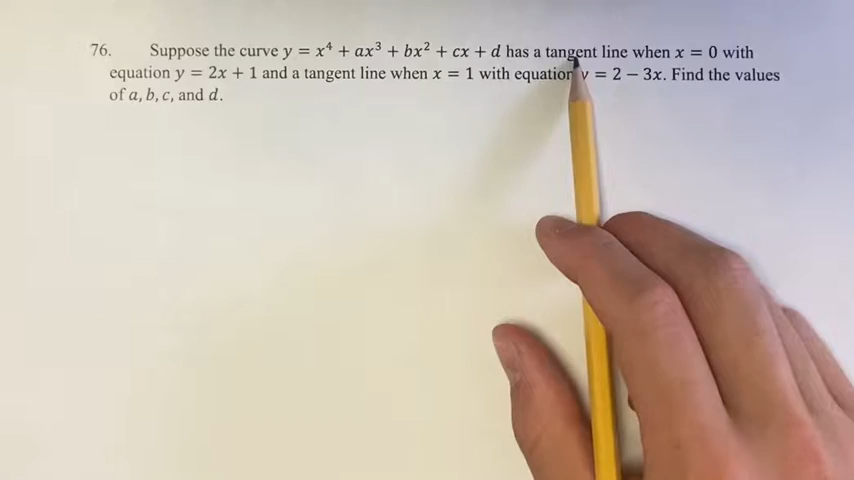 76. Suppose the curve y = x⁴ + ax³ + bx² + cx + d has a tangent line when x = 0 with
equation y = 2x + 1 and a tangent line when x = 1 with equation y = 2 − 3x. Find the values
of a, b, c, and d.